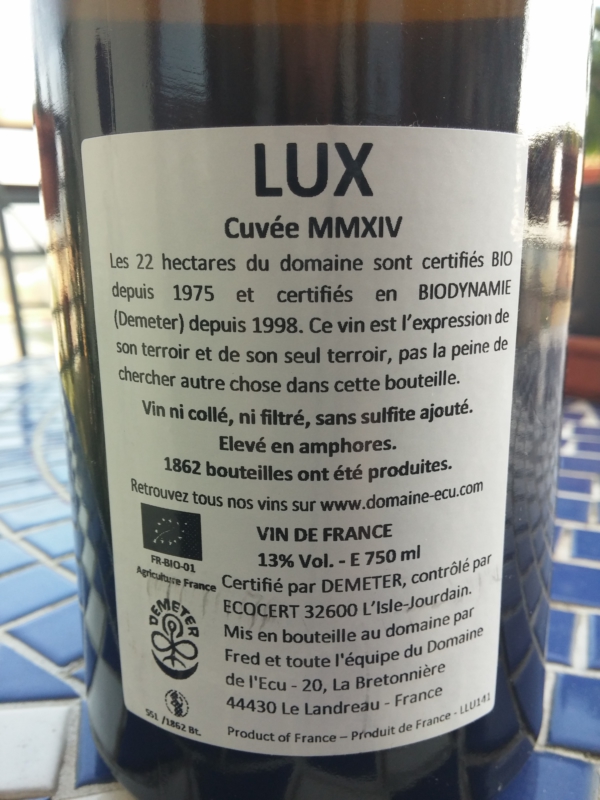 LUX
Cuvée MMXIV
Les 22 hectares du domaine sont certifiés BIO
depuis 1975 et certifiés en BIODYNAMIE
(Demeter) depuis 1998. Ce vin est l'expression de
son terroir et de son seul terroir, pas la peine de
chercher autre chose dans cette bouteille.
Vin ni collé, ni filtré, sans sulfite ajouté.
Elevé en amphores.
1862 bouteilles ont été produites.
Retrouvez tous nos vins sur www.domaine-ecu.com
VIN DE FRANCE
13% Vol. - E 750 ml
FR-BIO-01
Agriculture France
Certifié par DEMETER, contrôlé par
ECOCERT 32600 L'Isle-Jourdain.
Mis en bouteille au domaine par
Fred et toute l'équipe du Domaine
de l'Ecu - 20, La Bretonnière
44430 Le Landreau - France
DEMETER
551 /1862 Bt.
Product of France – Produit de France - LLU141